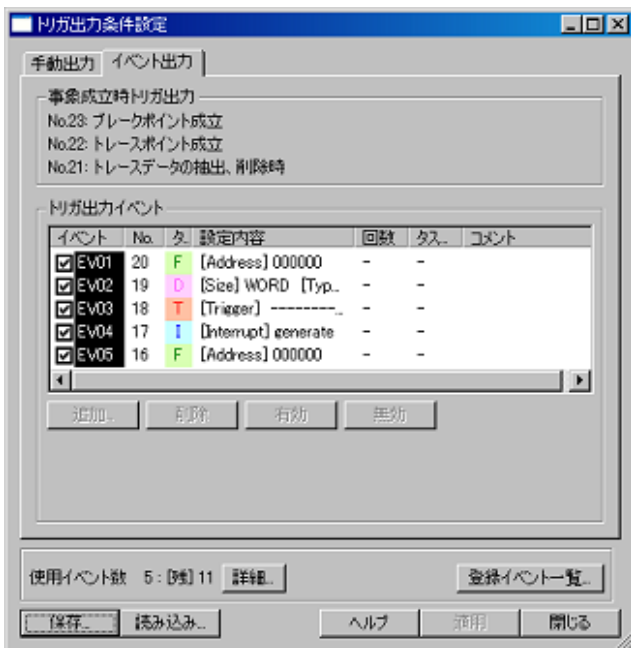 トリガ出力条件設定
手動出力 イベント出力
事象成立時トリガ出力
No.23: ブレークポイント成立
No.22: トレースポイント成立
No.21: トレースデータの抽出、削除時
トリガ出力イベント
イベント No. タ.. 設定内容 回数 タス... コメント
EV01 20 F [Address] 000000 - -
EV02 19 D [Size] WORD [Typ... - -
EV03 18 T [Trigger] --------... - -
EV04 17 I [Interrupt] generate - -
EV05 16 F [Address] 000000 - -
追加... 削除 有効 無効
使用イベント数 5 : [残] 11 詳細... 登録イベント一覧...
保存... 読み込み... ヘルプ 適用 閉じる